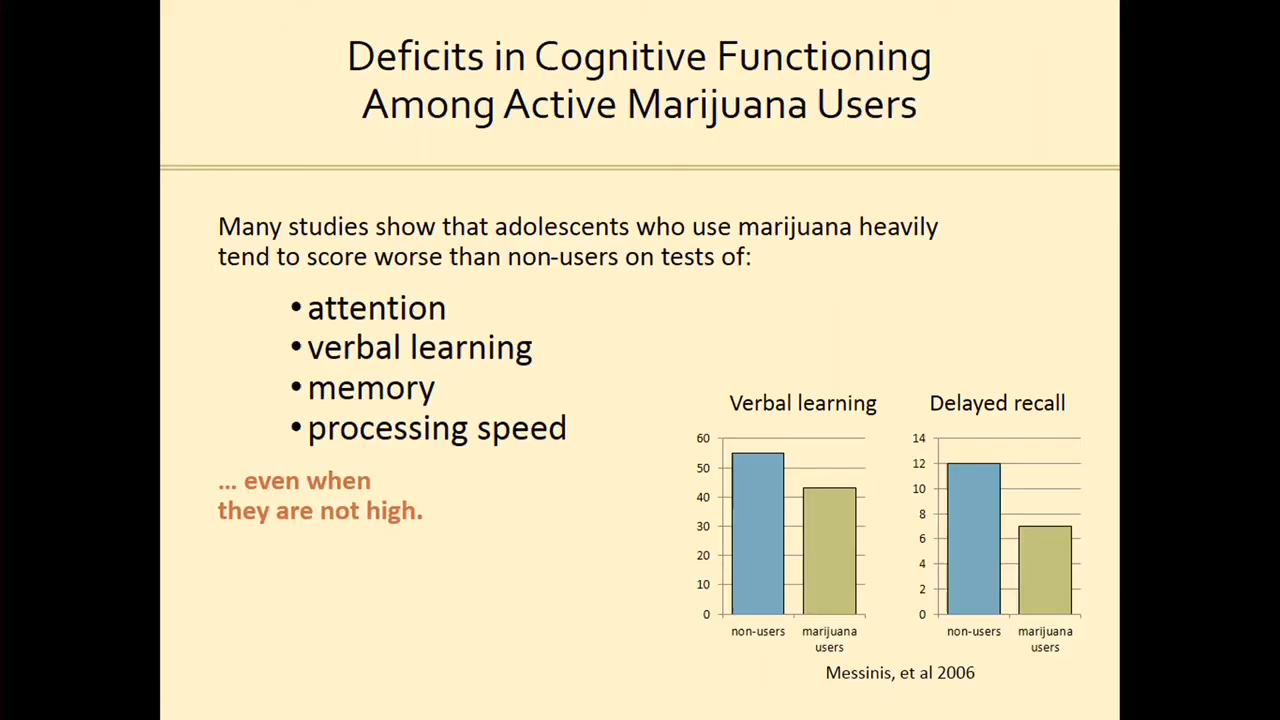 Deficits in Cognitive Functioning
Among Active Marijuana Users
Many studies show that adolescents who use marijuana heavily
tend to score worse than non-users on tests of:
• attention
• verbal learning
• memory
• processing speed
... even when
they are not high.
Verbal learning
60
50
40
30
20
10
0
non-users
marijuana
users
Delayed recall
14
12
10
8
6
4
2
0
non-users
marijuana
users
Messinis, et al 2006